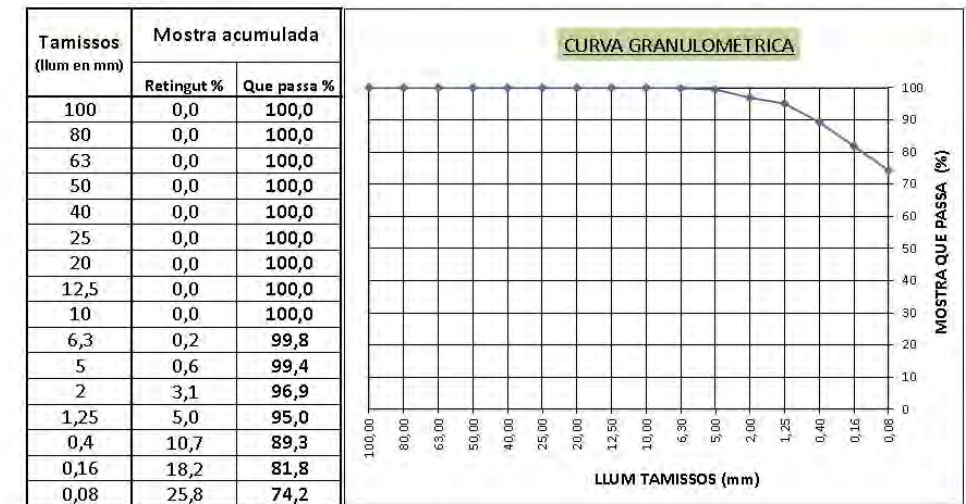 Tamissos
(llum en mm)
Mostra acumulada
Retingut % Que passa %
100 0,0 100,0
80 0,0 100,0
63 0,0 100,0
50 0,0 100,0
40 0,0 100,0
25 0,0 100,0
20 0,0 100,0
12,5 0,0 100,0
10 0,0 100,0
6,3 0,2 99,8
5 0,6 99,4
2 3,1 96,9
1,25 5,0 95,0
0,4 10,7 89,3
0,16 18,2 81,8
0,08 25,8 74,2
CURVA GRANULOMETRICA
100
90
80
70
60
50
40
30
20
10
0
MOSTRA QUE PASSA (%)
100,00 80,00 63,00 50,00 40,00 25,00 20,00 12,50 10,00 6,30 5,00 2,00 1,25 0,40 0,16 0,08
LLUM TAMISSOS (mm)